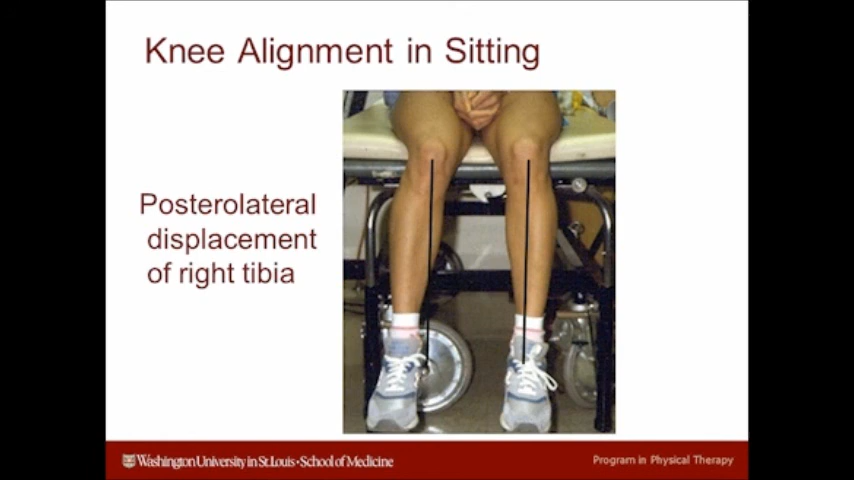 Knee Alignment in Sitting
Posterolateral
displacement
of right tibia
Washington University in St. Louis • School of Medicine
Program in Physical Therapy